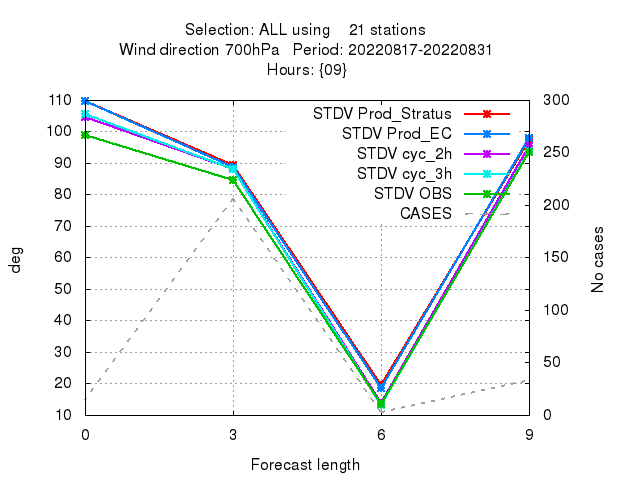 Selection: ALL using 21 stations
Wind direction 700hPa Period: 20220817-20220831
Hours: {09}
110
100
90
80
70
60
50
40
30
20
10
deg
300
250
200
150
100
50
0
No cases
STDV Prod_Stratus
STDV Prod_EC
STDV cyc_2h
STDV cyc_3h
STDV OBS
CASES
0 3 6 9
Forecast length